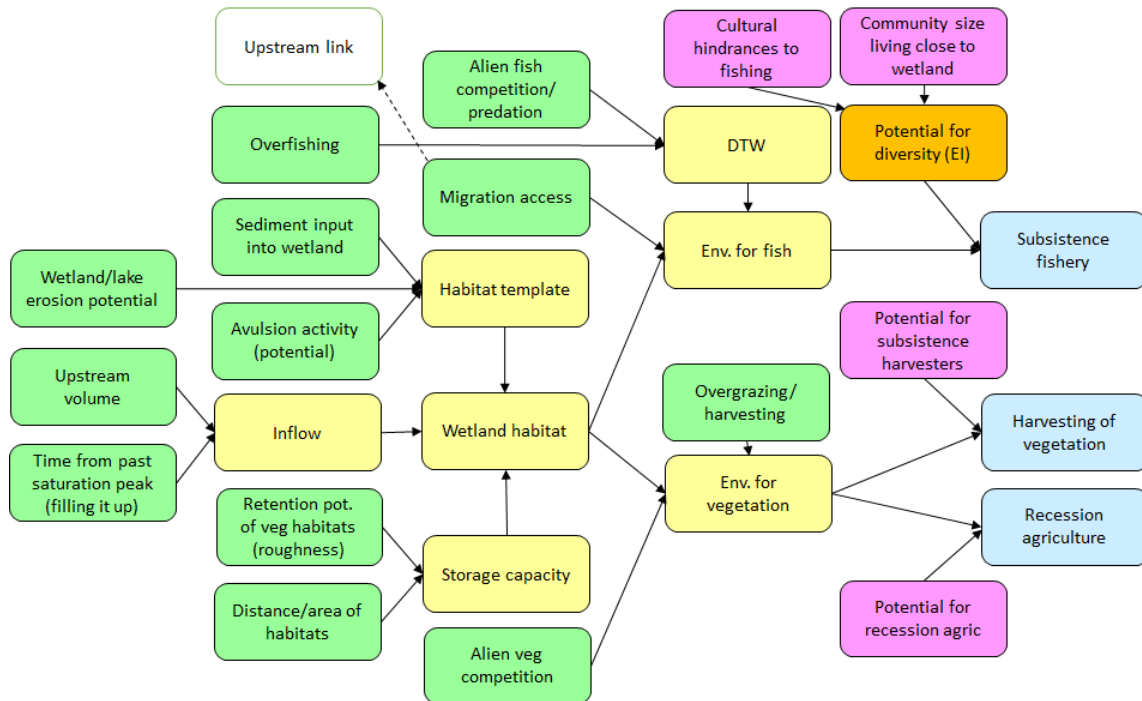 Upstream link
Alien fish
competition/
predation
Cultural
hindrances to
fishing
Community size
living close to
wetland
Overfishing
DTW
Potential for
diversity (EI)
Migration access
Sediment input
into wetland
Env. for fish
Subsistence
fishery
Wetland/lake
erosion potential
Habitat template
Avulsion activity
(potential)
Potential for
subsistence
harvesters
Upstream
volume
Overgrazing/
harvesting
Inflow
Wetland habitat
Harvesting of
vegetation
Time from past
saturation peak
(filling it up)
Env. for
vegetation
Retention pot.
of veg habitats
(roughness)
Recession
agriculture
Storage capacity
Distance/area of
habitats
Potential for
recession agric
Alien veg
competition